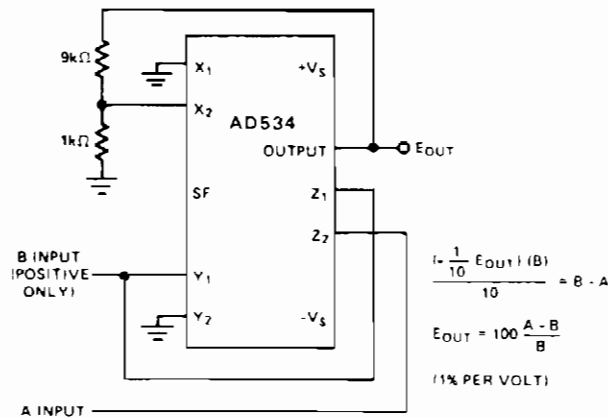 9kΩ
1kΩ
X1
X2
+VS
AD534
OUTPUT
EOUT
SF
Z1
Z2
B INPUT
(POSITIVE
ONLY)
Y1
Y2
-VS
A INPUT
(- 1/10 EOUT) (B)
10
= B - A
EOUT = 100 A - B
B
(1% PER VOLT)